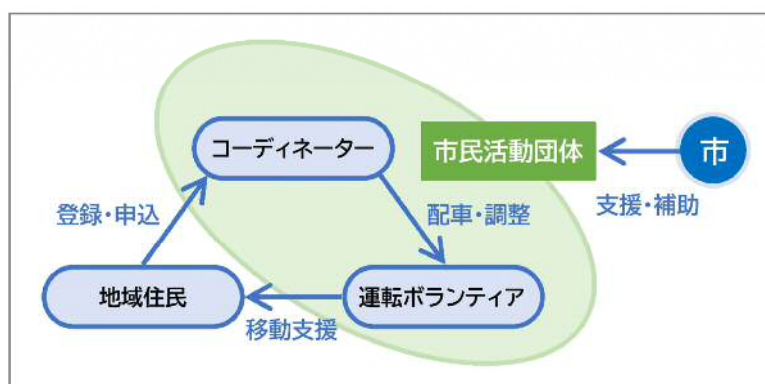 コーディネーター
市民活動団体
市
支援・補助
登録・申込
配車・調整
地域住民
運転ボランティア
移動支援